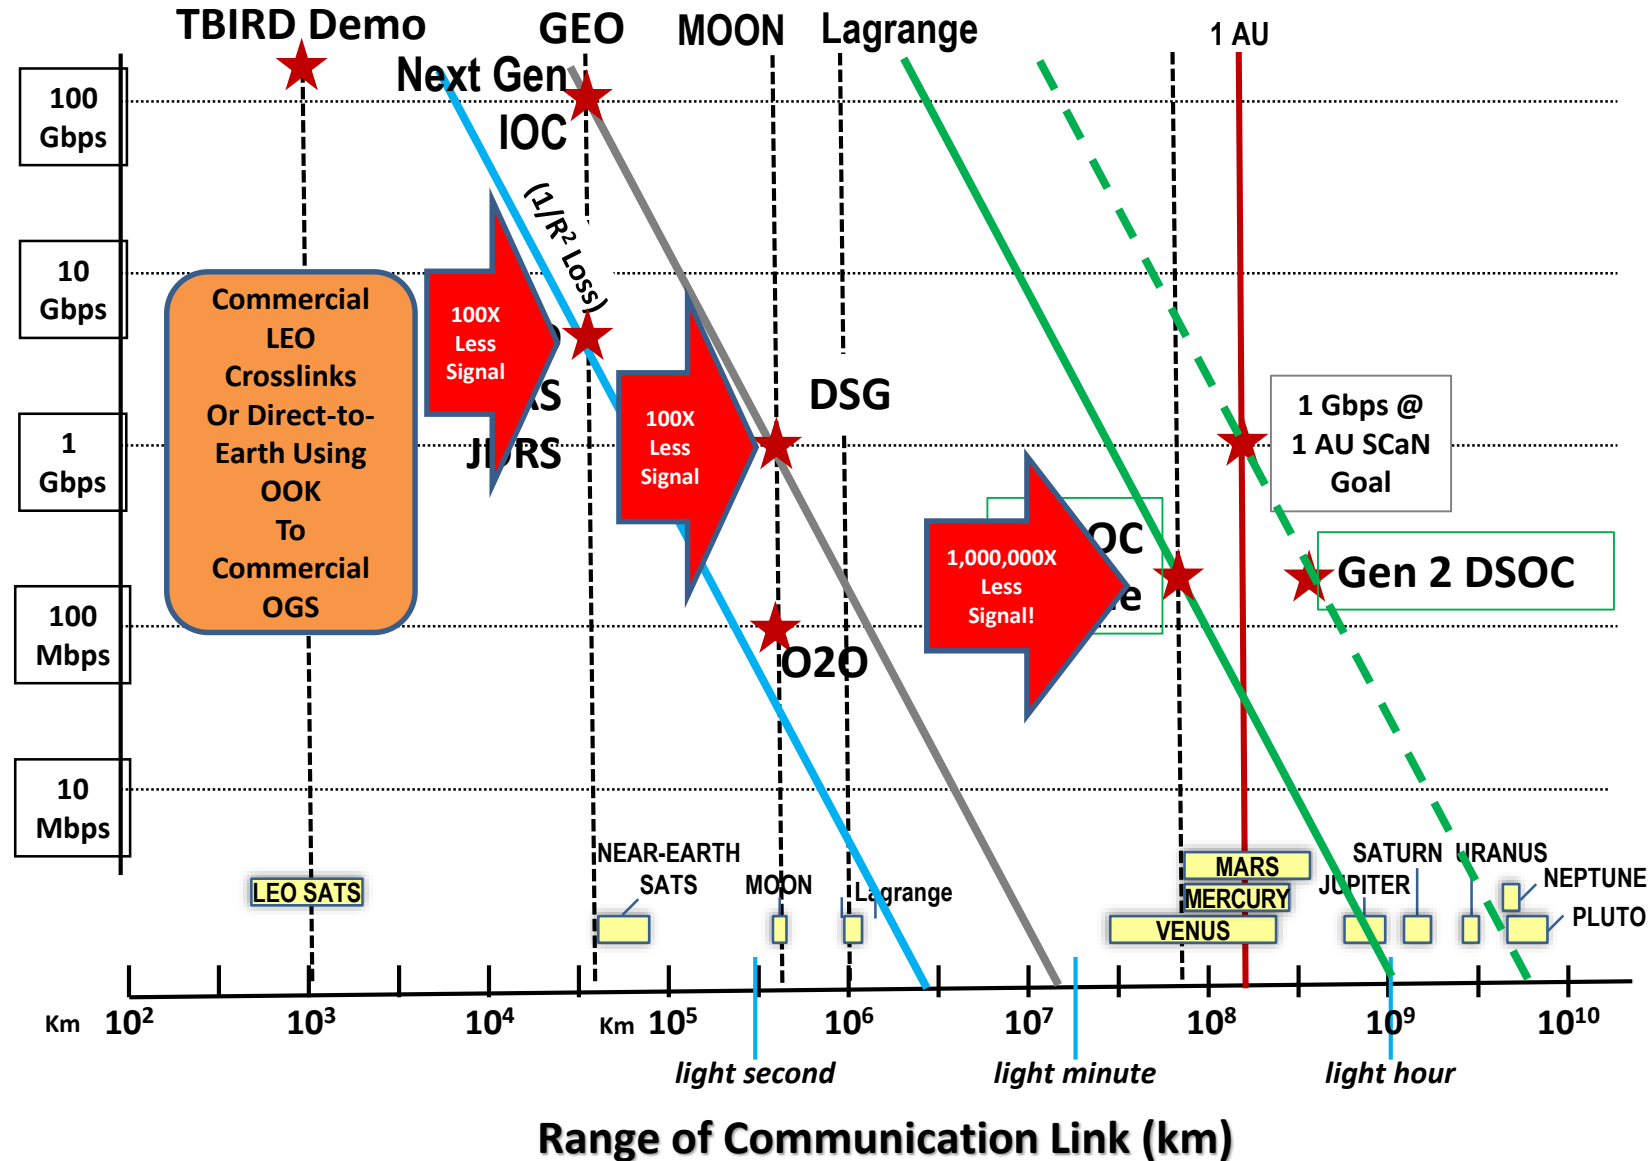 TBIRD Demo
GEO
MOON
Lagrange
1 AU
Next Gen
IOC
100
Gbps
10
Gbps
1
Gbps
100
Mbps
10
Mbps
(1/R² Loss)
Commercial
LEO
Crosslinks
Or Direct-to-
Earth Using
OOK
To
Commercial
OGS
100X
Less
Signal
100X
Less
Signal
DSG
1 Gbps @
1 AU SCaN
Goal
1,000,000X
Less
Signal!
Gen 2 DSOC
O2O
LEO SATS
NEAR-EARTH
SATS
MOON
Lagrange
MARS
MERCURY
VENUS
JUPITER
SATURN
URANUS
NEPTUNE
PLUTO
Km 10² 10³ 10⁴ Km 10⁵ 10⁶ 10⁷ 10⁸ 10⁹ 10¹⁰
light second
light minute
light hour
Range of Communication Link (km)